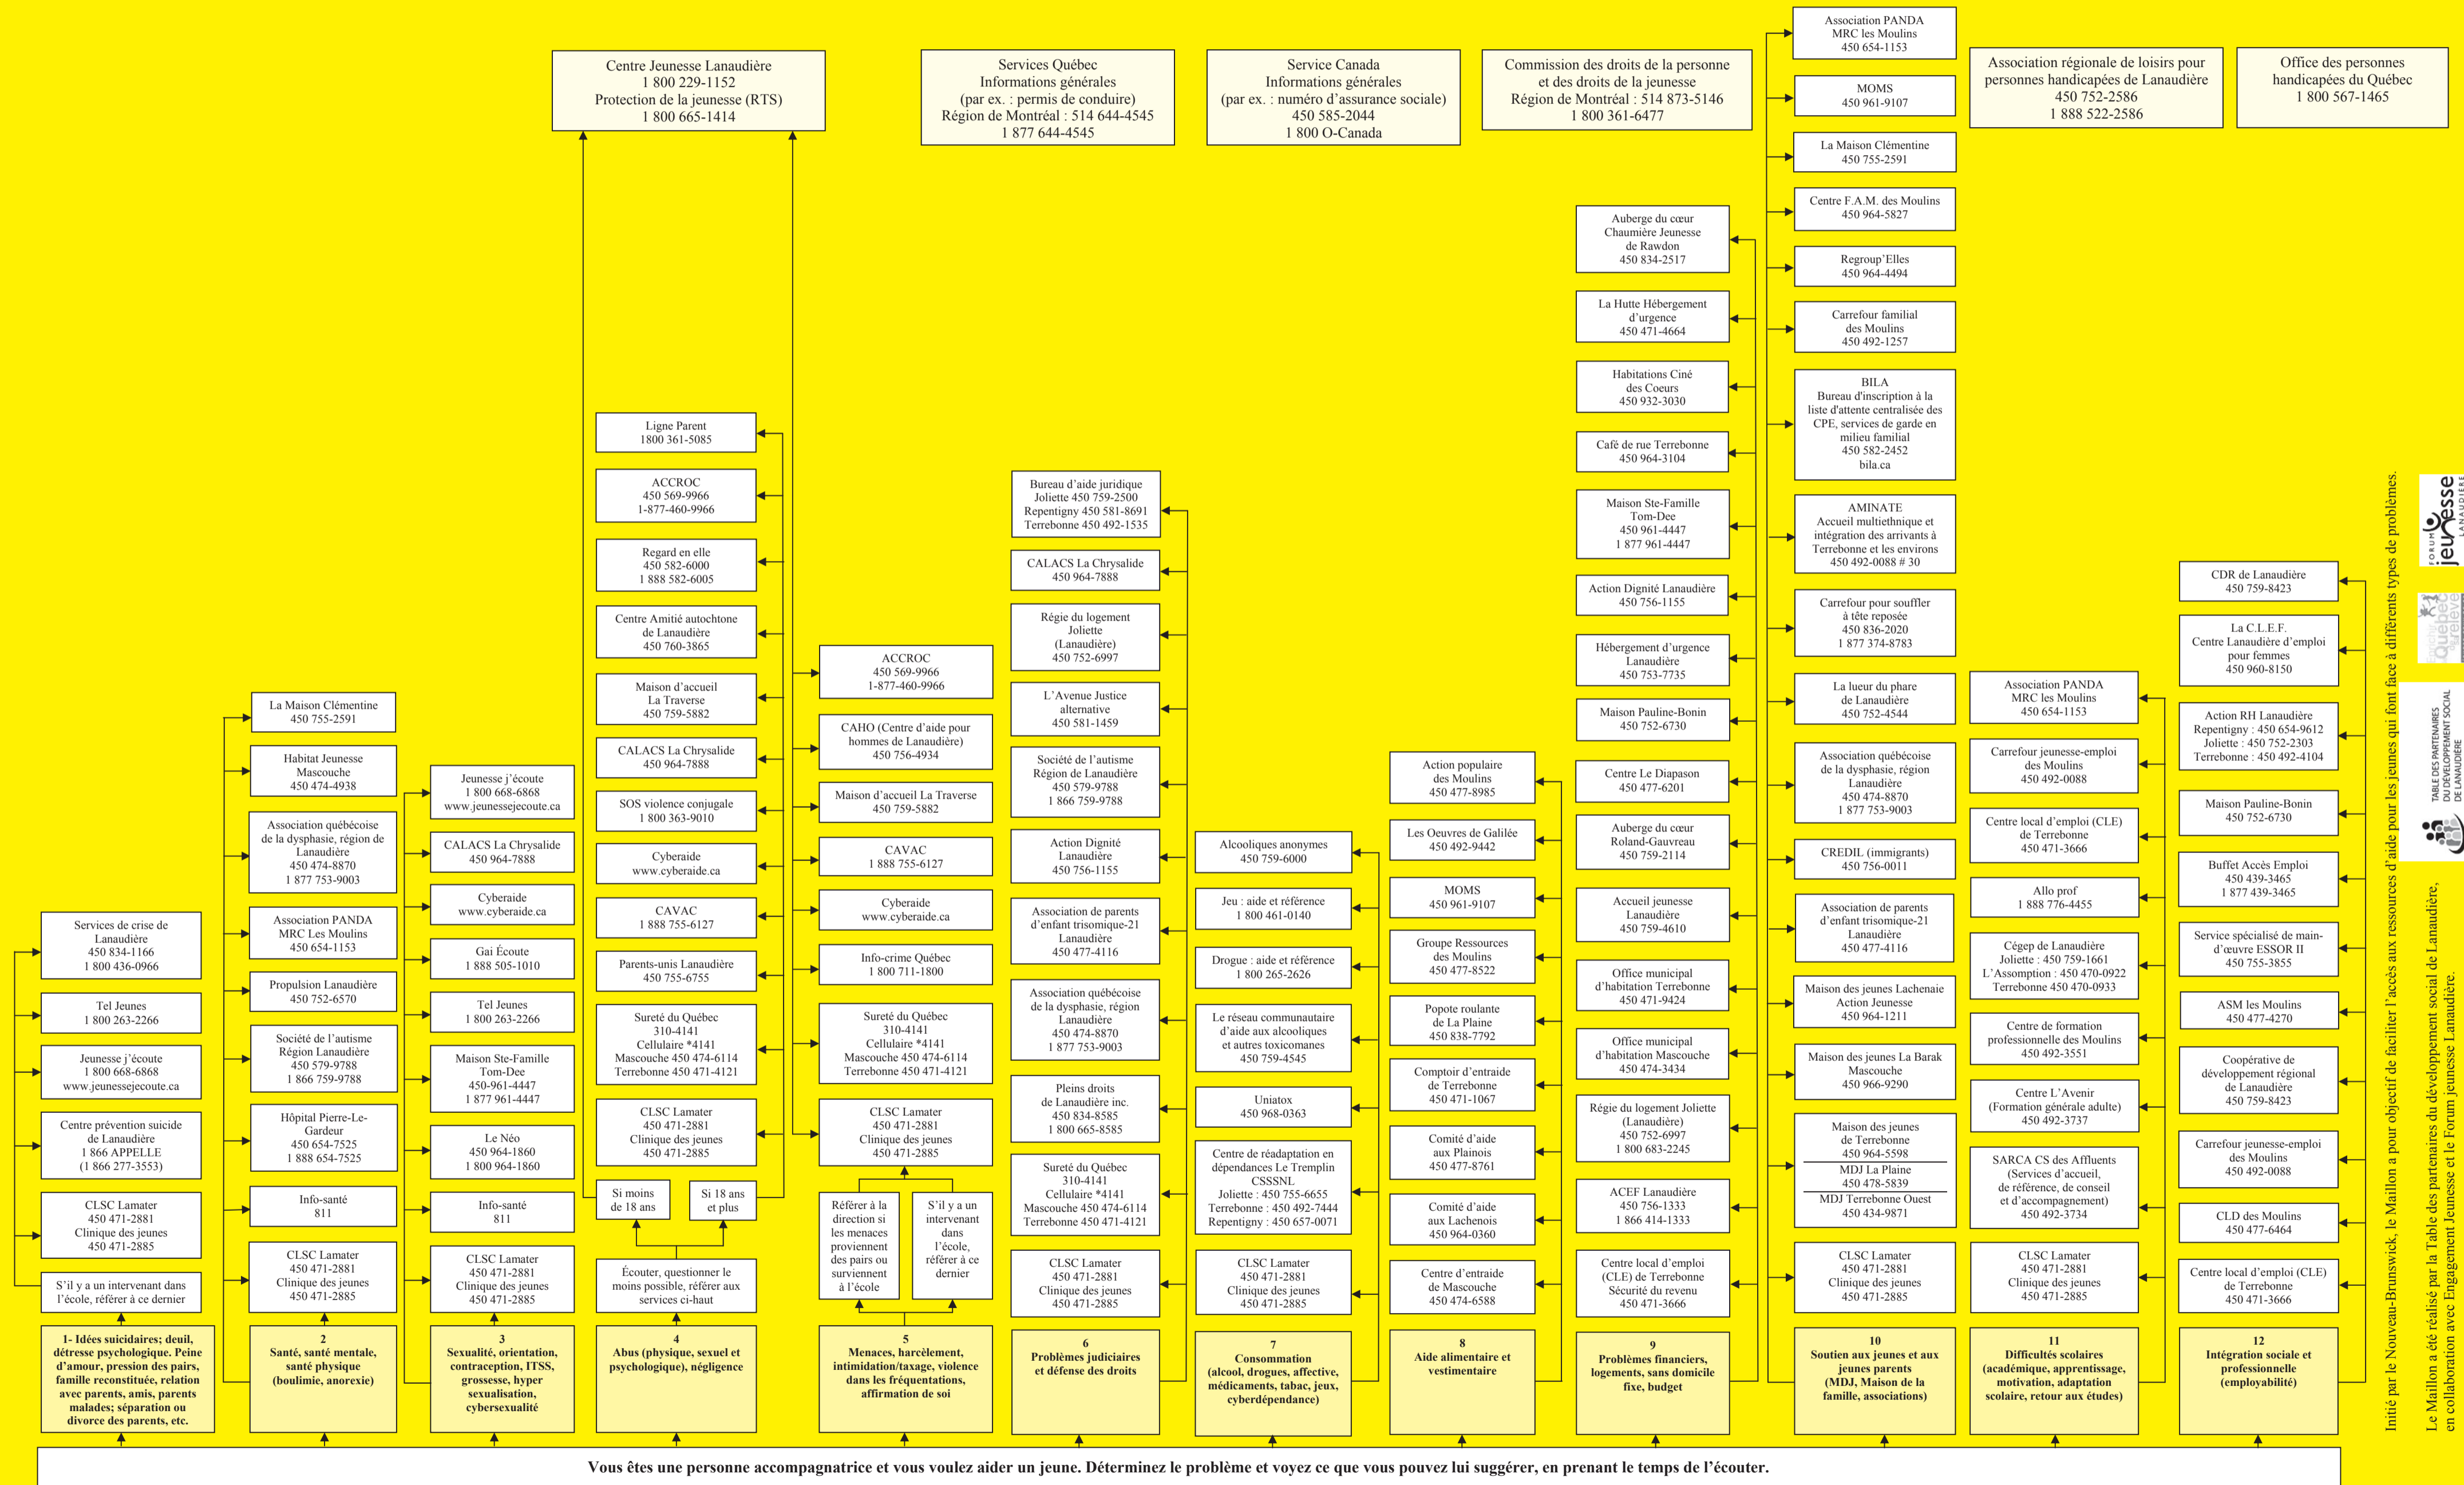 Centre Jeunesse Lanaudière
1 800 229-1152
Protection de la jeunesse (RTS)
1 800 665-1414
Services Québec
Informations générales
(par ex. : permis de conduire)
Région de Montréal : 514 644-4545
1 877 644-4545
Service Canada
Informations générales
(par ex. : numéro d'assurance sociale)
450 585-2044
1 800 O-Canada
Commission des droits de la personne
et des droits de la jeunesse
Région de Montréal : 514 873-5146
1 800 361-6477
Association régionale de loisirs pour
personnes handicapées de Lanaudière
450 752-2586
1 888 522-2586
Office des personnes
handicapées du Québec
1 800 567-1465
Services de crise de
Lanaudière
450 834-1166
1 800 436-0966
Tel Jeunes
1 800 263-2266
Jeunesse j'écoute
1 800 668-6868
www.jeunessejecoute.ca
Centre prévention suicide
de Lanaudière
1 866 APPELLE
(1 866 277-3553)
CLSC Lamater
450 471-2881
Clinique des jeunes
450 471-2885
S'il y a un intervenant dans
l'école, référer à ce dernier
1- Idées suicidaires; deuil,
détresse psychologique. Peine
d'amour, pression des pairs,
famille reconstituée, relation
avec parents, amis, parents
malades; séparation ou
divorce des parents, etc.
La Maison Clémentine
450 755-2591
Habitat Jeunesse
Mascouche
450 474-4938
Association québécoise
de la dysphasie, région de
Lanaudière
450 474-8870
1 877 753-9003
Association PANDA
MRC Les Moulins
450 654-1153
Propulsion Lanaudière
450 752-6570
Société de l'autisme
Région Lanaudière
450 579-9788
1 866 759-9788
Hôpital Pierre-Le-
Gardeur
450 654-7525
1 888 654-7525
Info-santé
811
CLSC Lamater
450 471-2881
Clinique des jeunes
450 471-2885
2
Santé, santé mentale,
santé physique
(boulimie, anorexie)
Jeunesse j'écoute
1 800 668-6868
www.jeunessejecoute.ca
CALACS La Chrysalide
450 964-7888
Cyberaide
www.cyberaide.ca
Gai Écoute
1 888 505-1010
Tel Jeunes
1 800 263-2266
Maison Ste-Famille
Tom-Dee
450-961-4447
1 877 961-4447
Le Néo
450 964-1860
1 800 964-1860
Info-santé
811
CLSC Lamater
450 471-2881
Clinique des jeunes
450 471-2885
3
Sexualité, orientation,
contraception, ITSS,
grossesse, hyper
sexualisation,
cybersexualité
Ligne Parent
1800 361-5085
ACCROC
450 569-9966
1-877-460-9966
Regard en elle
450 582-6000
1 888 582-6005
Centre Amitié autochtone
de Lanaudière
450 760-3865
Maison d'accueil
La Traverse
450 759-5882
CALACS La Chrysalide
450 964-7888
SOS violence conjugale
1 800 363-9010
Cyberaide
www.cyberaide.ca
CAVAC
1 888 755-6127
Parents-unis Lanaudière
450 755-6755
Sureté du Québec
310-4141
Cellulaire *4141
Mascouche 450 474-6114
Terrebonne 450 471-4121
CLSC Lamater
450 471-2881
Clinique des jeunes
450 471-2885
Si moins
de 18 ans
Si 18 ans
et plus
Écouter, questionner le
moins possible, référer aux
services ci-haut
4
Abus (physique, sexuel et
psychologique), négligence
ACCROC
450 569-9966
1-877-460-9966
CAHO (Centre d'aide pour
hommes de Lanaudière)
450 756-4934
Maison d'accueil La Traverse
450 759-5882
CAVAC
1 888 755-6127
Cyberaide
www.cyberaide.ca
Info-crime Québec
1 800 711-1800
Sureté du Québec
310-4141
Cellulaire *4141
Mascouche 450 474-6114
Terrebonne 450 471-4121
CLSC Lamater
450 471-2881
Clinique des jeunes
450 471-2885
Référer à la
direction si
les menaces
proviennent
des pairs ou
surviennent
à l'école
S'il y a un
intervenant
dans
l'école,
référer à ce
dernier
5
Menaces, harcèlement,
intimidation/taxage, violence
dans les fréquentations,
affirmation de soi
Bureau d'aide juridique
Joliette 450 759-2500
Repentigny 450 581-8691
Terrebonne 450 492-1535
CALACS La Chrysalide
450 964-7888
Régie du logement
Joliette
(Lanaudière)
450 752-6997
L'Avenue Justice
alternative
450 581-1459
Société de l'autisme
Région de Lanaudière
450 579-9788
1 866 759-9788
Action Dignité
Lanaudière
450 756-1155
Association de parents
d'enfant trisomique-21
Lanaudière
450 477-4116
Association québécoise
de la dysphasie, région
Lanaudière
450 474-8870
1 877 753-9003
Pleins droits
de Lanaudière inc.
450 834-8585
1 800 665-8585
Sureté du Québec
310-4141
Cellulaire *4141
Mascouche 450 474-6114
Terrebonne 450 471-4121
CLSC Lamater
450 471-2881
Clinique des jeunes
450 471-2885
6
Problèmes judiciaires
et défense des droits
Alcooliques anonymes
450 759-6000
Jeu : aide et référence
1 800 461-0140
Drogue : aide et référence
1 800 265-2626
Le réseau communautaire
d'aide aux alcooliques
et autres toxicomanes
450 759-4545
Uniatox
450 968-0363
Centre de réadaptation en
dépendances Le Tremplin
CSSSNL
Joliette : 450 755-6655
Terrebonne : 450 492-7444
Repentigny : 450 657-0071
CLSC Lamater
450 471-2881
Clinique des jeunes
450 471-2885
7
Consommation
(alcool, drogues, affective,
médicaments, tabac, jeux,
cyberdépendance)
Action populaire
des Moulins
450 477-8985
Les Oeuvres de Galilée
450 492-9442
MOMS
450 961-9107
Groupe Ressources
des Moulins
450 477-8522
Popote roulante
de La Plaine
450 838-7792
Comptoir d'entraide
de Terrebonne
450 471-1067
Comité d'aide
aux Plainois
450 477-8761
Comité d'aide
aux Lachenois
450 964-0360
Centre d'entraide
de Mascouche
450 474-6588
8
Aide alimentaire et
vestimentaire
Auberge du cœur
Chaumière Jeunesse
de Rawdon
450 834-2517
La Hutte Hébergement
d'urgence
450 471-4664
Habitations Ciné
des Coeurs
450 932-3030
Café de rue Terrebonne
450 964-3104
Maison Ste-Famille
Tom-Dee
450 961-4447
1 877 961-4447
Action Dignité Lanaudière
450 756-1155
Hébergement d'urgence
Lanaudière
450 753-7735
Maison Pauline-Bonin
450 752-6730
Centre Le Diapason
450 477-6201
Auberge du cœur
Roland-Gauvreau
450 759-2114
Accueil jeunesse
Lanaudière
450 759-4610
Office municipal
d'habitation Terrebonne
450 471-9424
Office municipal
d'habitation Mascouche
450 474-3434
Régie du logement Joliette
(Lanaudière)
450 752-6997
1 800 683-2245
ACEF Lanaudière
450 756-1333
1 866 414-1333
Centre local d'emploi
(CLE) de Terrebonne
Sécurité du revenu
450 471-3666
9
Problèmes financiers,
logements, sans domicile
fixe, budget
Association PANDA
MRC les Moulins
450 654-1153
MOMS
450 961-9107
La Maison Clémentine
450 755-2591
Centre F.A.M. des Moulins
450 964-5827
Regroup'Elles
450 964-4494
Carrefour familial
des Moulins
450 492-1257
BILA
Bureau d'inscription à la
liste d'attente centralisée des
CPE, services de garde en
milieu familial
450 582-2452
bila.ca
AMINATE
Accueil multiethnique et
intégration des arrivants à
Terrebonne et les environs
450 492-0088 # 30
Carrefour pour souffler
à tête reposée
450 836-2020
1 877 374-8783
La lueur du phare
de Lanaudière
450 752-4544
Association québécoise
de la dysphasie, région
Lanaudière
450 474-8870
1 877 753-9003
CREDIL (immigrants)
450 756-0011
Association de parents
d'enfant trisomique-21
Lanaudière
450 477-4116
Maison des jeunes Lachenaie
Action Jeunesse
450 964-1211
Maison des jeunes La Barak
Mascouche
450 966-9290
Maison des jeunes
de Terrebonne
450 964-5598
MDJ La Plaine
450 478-5839
MDJ Terrebonne Ouest
450 434-9871
CLSC Lamater
450 471-2881
Clinique des jeunes
450 471-2885
10
Soutien aux jeunes et aux
jeunes parents
(MDJ, Maison de la
famille, associations)
Association PANDA
MRC les Moulins
450 654-1153
Carrefour jeunesse-emploi
des Moulins
450 492-0088
Centre local d'emploi (CLE)
de Terrebonne
450 471-3666
Allo prof
1 888 776-4455
Cégep de Lanaudière
Joliette : 450 759-1661
L'Assomption : 450 470-0922
Terrebonne 450 470-0933
Centre de formation
professionnelle des Moulins
450 492-3551
Centre L'Avenir
(Formation générale adulte)
450 492-3737
SARCA CS des Affluents
(Services d'accueil,
de référence, de conseil
et d'accompagnement)
450 492-3734
CLSC Lamater
450 471-2881
Clinique des jeunes
450 471-2885
11
Difficultés scolaires
(académique, apprentissage,
motivation, adaptation
scolaire, retour aux études)
CDR de Lanaudière
450 759-8423
La C.L.E.F.
Centre Lanaudière d'emploi
pour femmes
450 960-8150
Action RH Lanaudière
Repentigny : 450 654-9612
Joliette : 450 752-2303
Terrebonne : 450 492-4104
Maison Pauline-Bonin
450 752-6730
Buffet Accès Emploi
450 439-3465
1 877 439-3465
Service spécialisé de main-
d'œuvre ESSOR II
450 755-3855
ASM les Moulins
450 477-4270
Coopérative de
développement régional
de Lanaudière
450 759-8423
Carrefour jeunesse-emploi
des Moulins
450 492-0088
CLD des Moulins
450 477-6464
Centre local d'emploi (CLE)
de Terrebonne
450 471-3666
12
Intégration sociale et
professionnelle
(employabilité)
Vous êtes une personne accompagnatrice et vous voulez aider un jeune. Déterminez le problème et voyez ce que vous pouvez lui suggérer, en prenant le temps de l'écouter.
Initié par le Nouveau-Brunswick, le Maillon a pour objectif de faciliter l'accès aux ressources d'aide pour les jeunes qui font face à différents types de problèmes.
Le Maillon a été réalisé par la Table des partenaires du développement social de Lanaudière,
en collaboration avec Engagement Jeunesse et le Forum jeunesse Lanaudière.
TABLE DES PARTENAIRES
DU DÉVELOPPEMENT SOCIAL
DE LANAUDIÈRE
Québec
relève
FORUM
jeunesse
LANAUDIÈRE